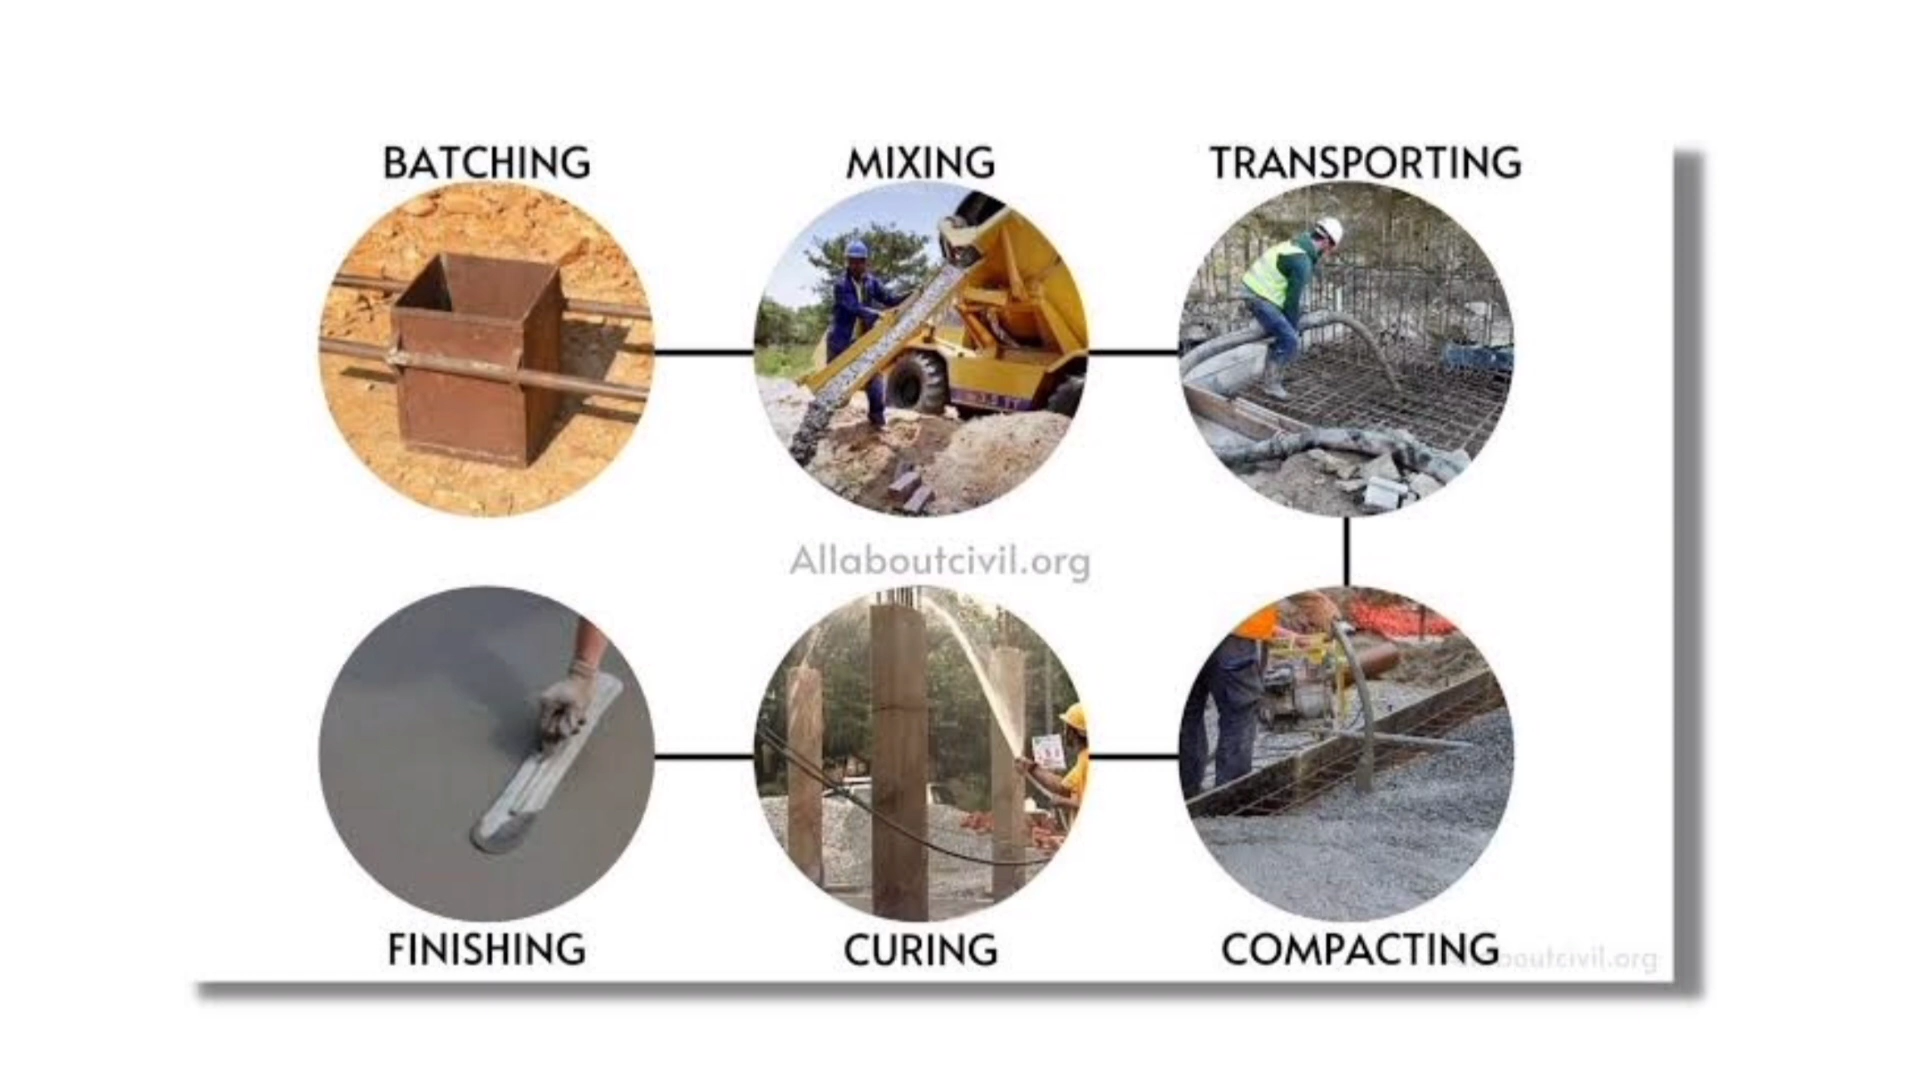 BATCHING
MIXING
TRANSPORTING
Allaboutcivil.org
FINISHING
CURING
COMPACTING